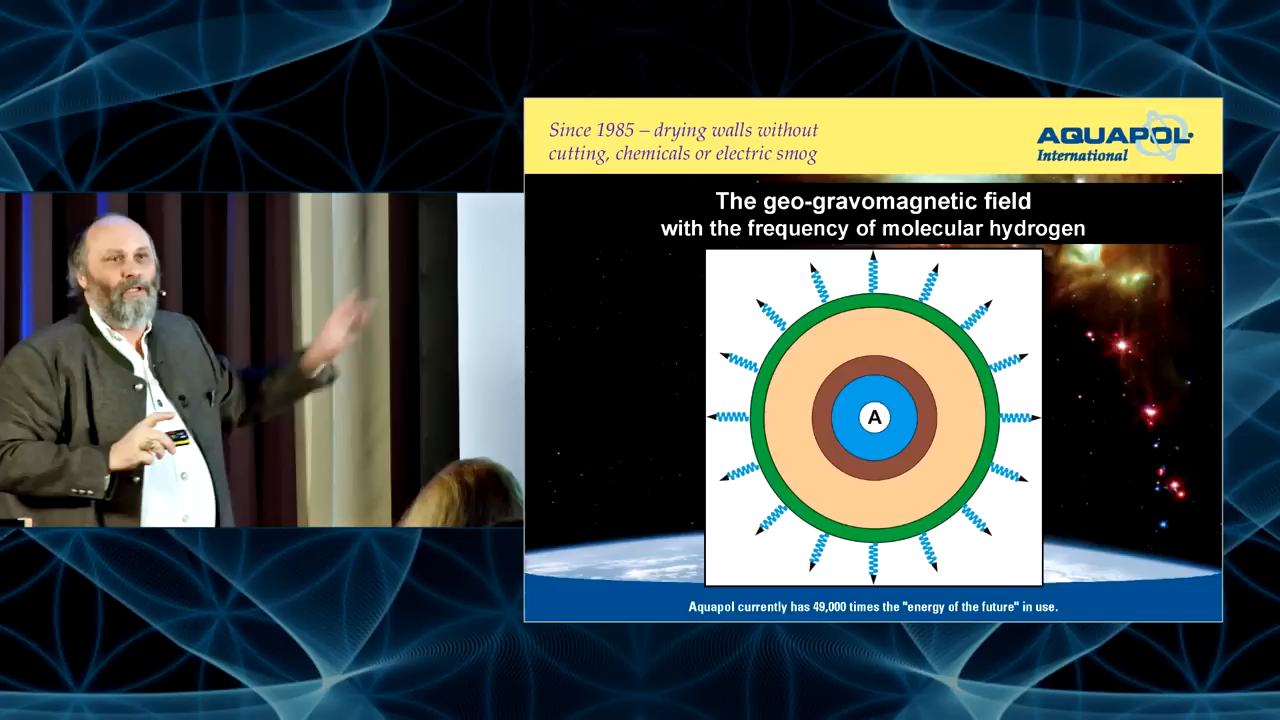 Since 1985 – drying walls without
cutting, chemicals or electric smog
AQUAPOL
International
The geo-gravomagnetic field
with the frequency of molecular hydrogen
A
Aquapol currently has 49,000 times the "energy of the future" in use.